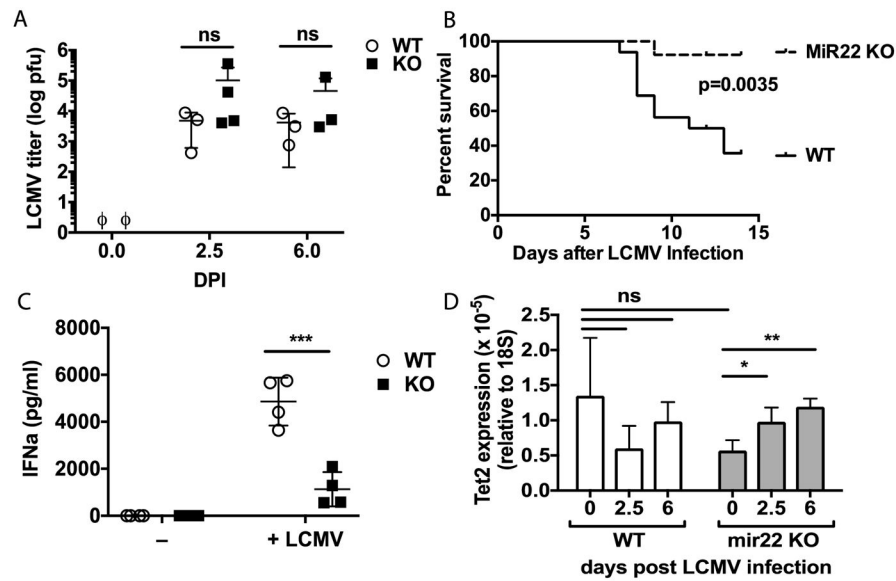 A
ns
ns
WT
KO
LCMV titer (log pfu)
6
5
4
3
2
1
0
ϕ ϕ
0.0
2.5
6.0
DPI
B
Percent survival
100
80
60
40
20
0
0
5
10
15
Days after LCMV Infection
MiR22 KO
p=0.0035
WT
C
IFNa (pg/ml)
8000
6000
4000
2000
0
***
WT
KO
–
+ LCMV
D
Tet2 expression (x 10⁻⁵)
(relative to 18S)
2.5
2.0
1.5
1.0
0.5
0.0
ns
*
**
0 2.5 6
0 2.5 6
WT
mir22 KO
days post LCMV infection